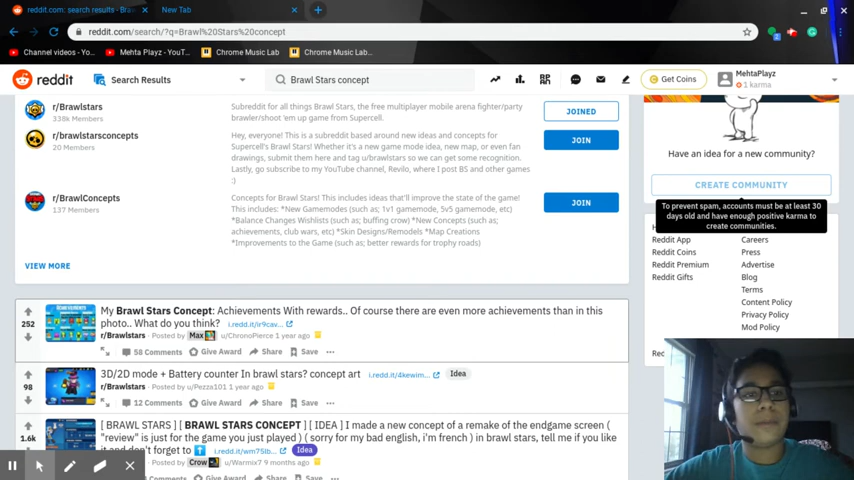 reddit.com: search results - Bra
New Tab
reddit.com/search/?q=Brawl%20Stars%20concept
Channel videos - Yo...
Mehta Playz - YouT...
Chrome Music Lab
Chrome Music Lab...
reddit
Search Results
Brawl Stars concept
Get Coins
MehtaPlayz
1 karma
r/Brawlstars
338k Members
Subreddit for all things Brawl Stars, the free multiplayer mobile arena fighter/party
brawler/shoot 'em up game from Supercell.
JOINED
r/brawlstarsconcepts
20 Members
Hey, everyone! This is a subreddit based around new ideas and concepts for
Supercell's Brawl Stars! Whether it's a new game mode idea, new map, or even fan
drawings, submit them here and tag u/brawlstars so we can get some recognition.
Lastly, go subscribe to my YouTube channel, Revilo, where I post BS and other games
:)
JOIN
r/BrawlConcepts
137 Members
Concepts for Brawl Stars! This includes ideas that'll improve the state of the game!
This includes: *New Gamemodes (such as; 1v1 gamemode, 5v5 gamemode, etc)
*Balance Changes Wishlists (such as; buffing crow) *New Concepts (such as;
achievements, club wars, etc) *Skin Designs/Remodels *Map Creations
*Improvements to the Game (such as; better rewards for trophy roads)
JOIN
VIEW MORE
Have an idea for a new community?
CREATE COMMUNITY
To prevent spam, accounts must be at least 30
days old and have enough positive karma to
create communities.
Reddit App
Reddit Coins
Reddit Premium
Reddit Gifts
Careers
Press
Advertise
Blog
Terms
Content Policy
Privacy Policy
Mod Policy
252
My Brawl Stars Concept: Achievements With rewards.. Of course there are even more achievements than in this
photo.. What do you think? i.redd.it/ir9cav...
r/Brawlstars · Posted by Max u/ChronoPierce 1 year ago
58 Comments Give Award Share Save ...
98
3D/2D mode + Battery counter In brawl stars? concept art i.redd.it/4kewim... Idea
r/Brawlstars · Posted by u/Pezza101 1 year ago
12 Comments Give Award Share Save ...
1.6k
[ BRAWL STARS ] [ BRAWL STARS CONCEPT ] [ IDEA ] I made a new concept of a remake of the endgame screen (
"review" is just for the game you just played ) ( sorry for my bad english, i'm french ) in brawl stars, tell me if you like
it and don't forget to i.redd.it/wm75lb... Idea
Posted by Crow u/Warmix7 9 months ago
Give Award Share Save